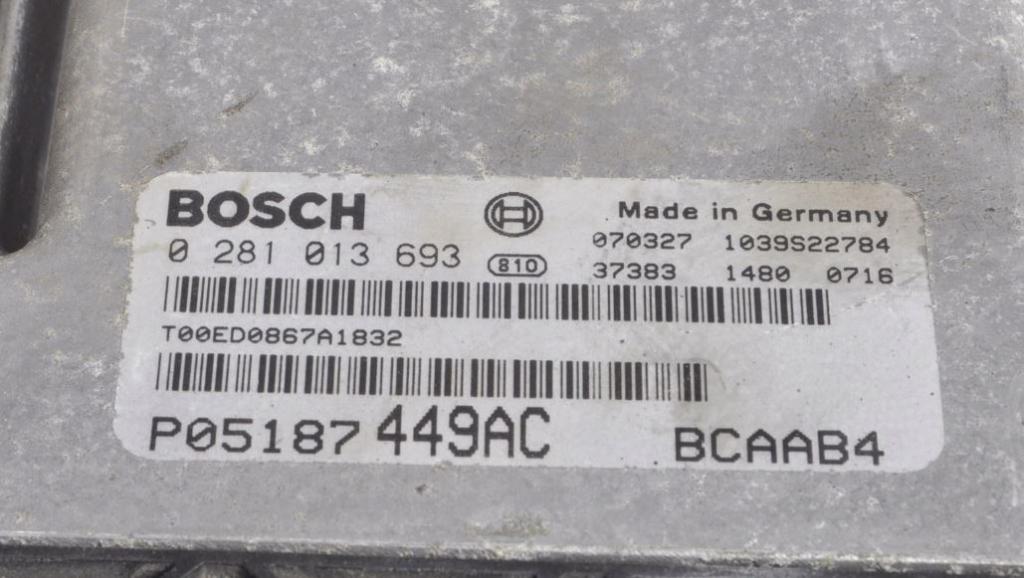 BOSCH
Made in Germany
0 281 013 693 810
070327 1039S22784
37383 1480 0716
T00ED0867A1832
P05187449AC BCAAB4